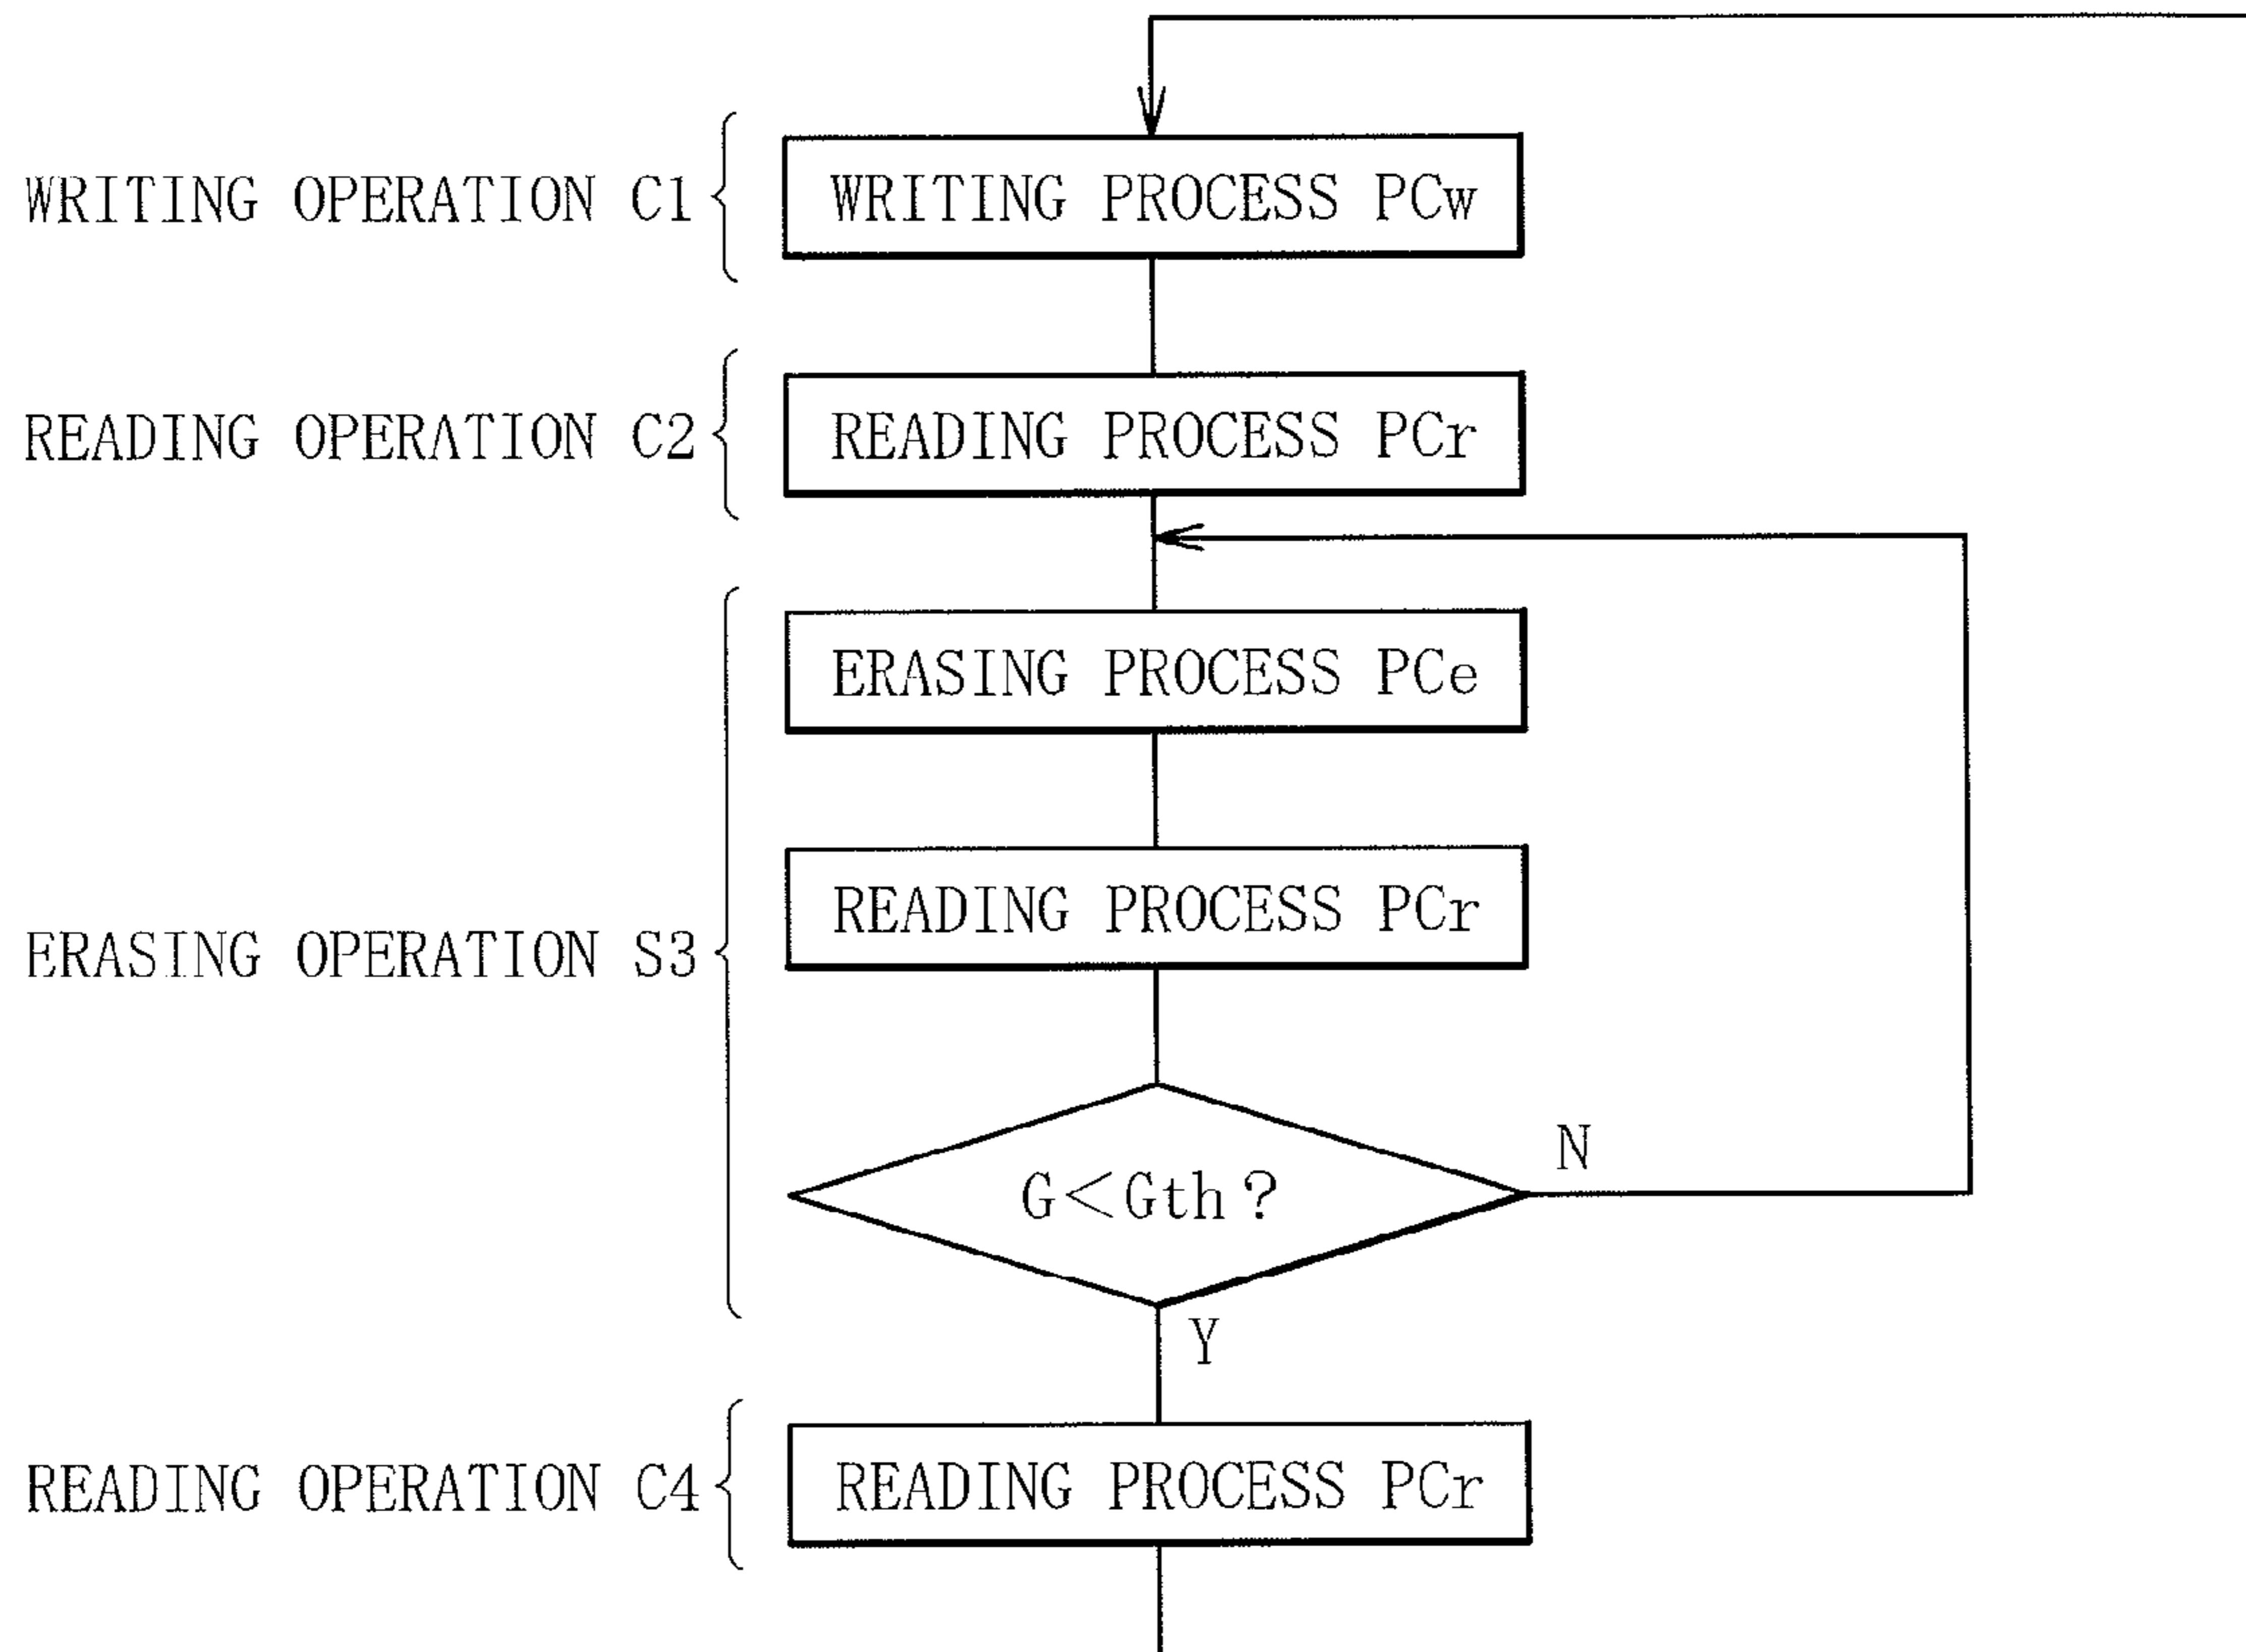 WRITING OPERATION C1
WRITING PROCESS PCw
READING OPERATION C2
READING PROCESS PCr
ERASING OPERATION S3
ERASING PROCESS PCe
READING PROCESS PCr
G<Gth?
N
Y
READING OPERATION C4
READING PROCESS PCr